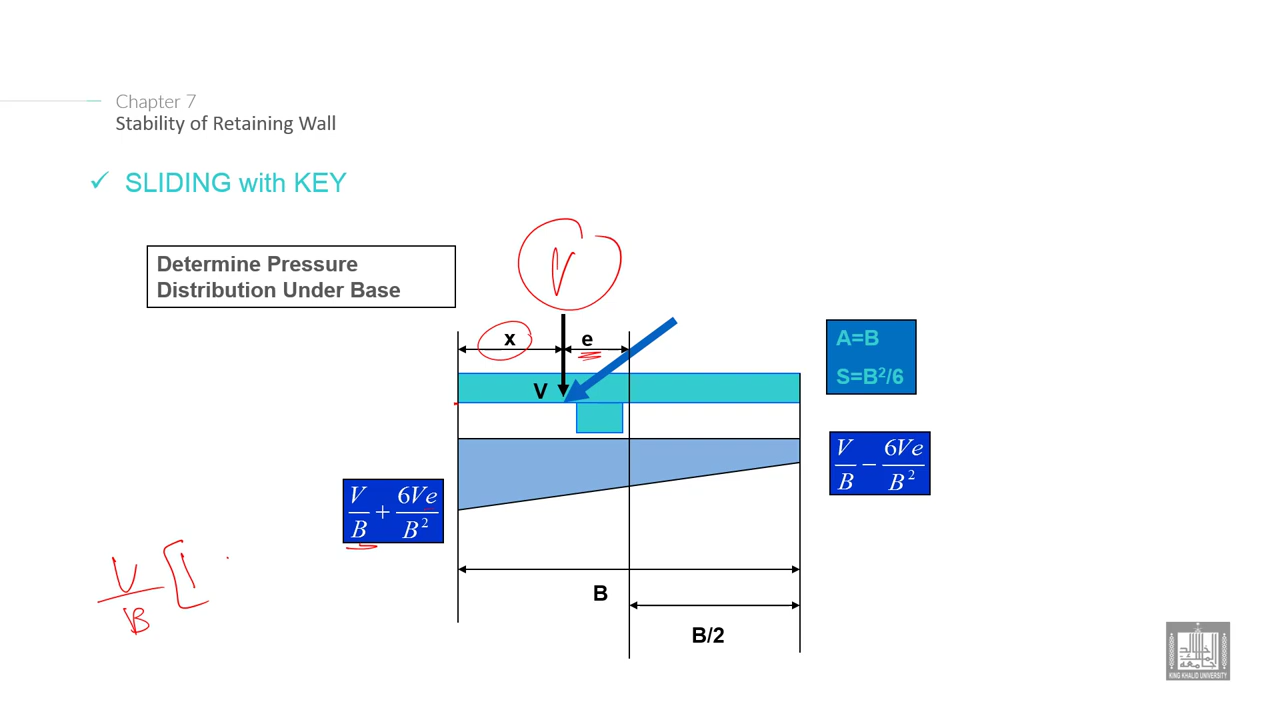 Chapter 7
Stability of Retaining Wall
✓ SLIDING with KEY
Determine Pressure
Distribution Under Base
V
x
e
V
A=B
S=B²/6
V/B + 6Ve/B²
V/B − 6Ve/B²
V/B [1
B
B/2
KING KHALID UNIVERSITY